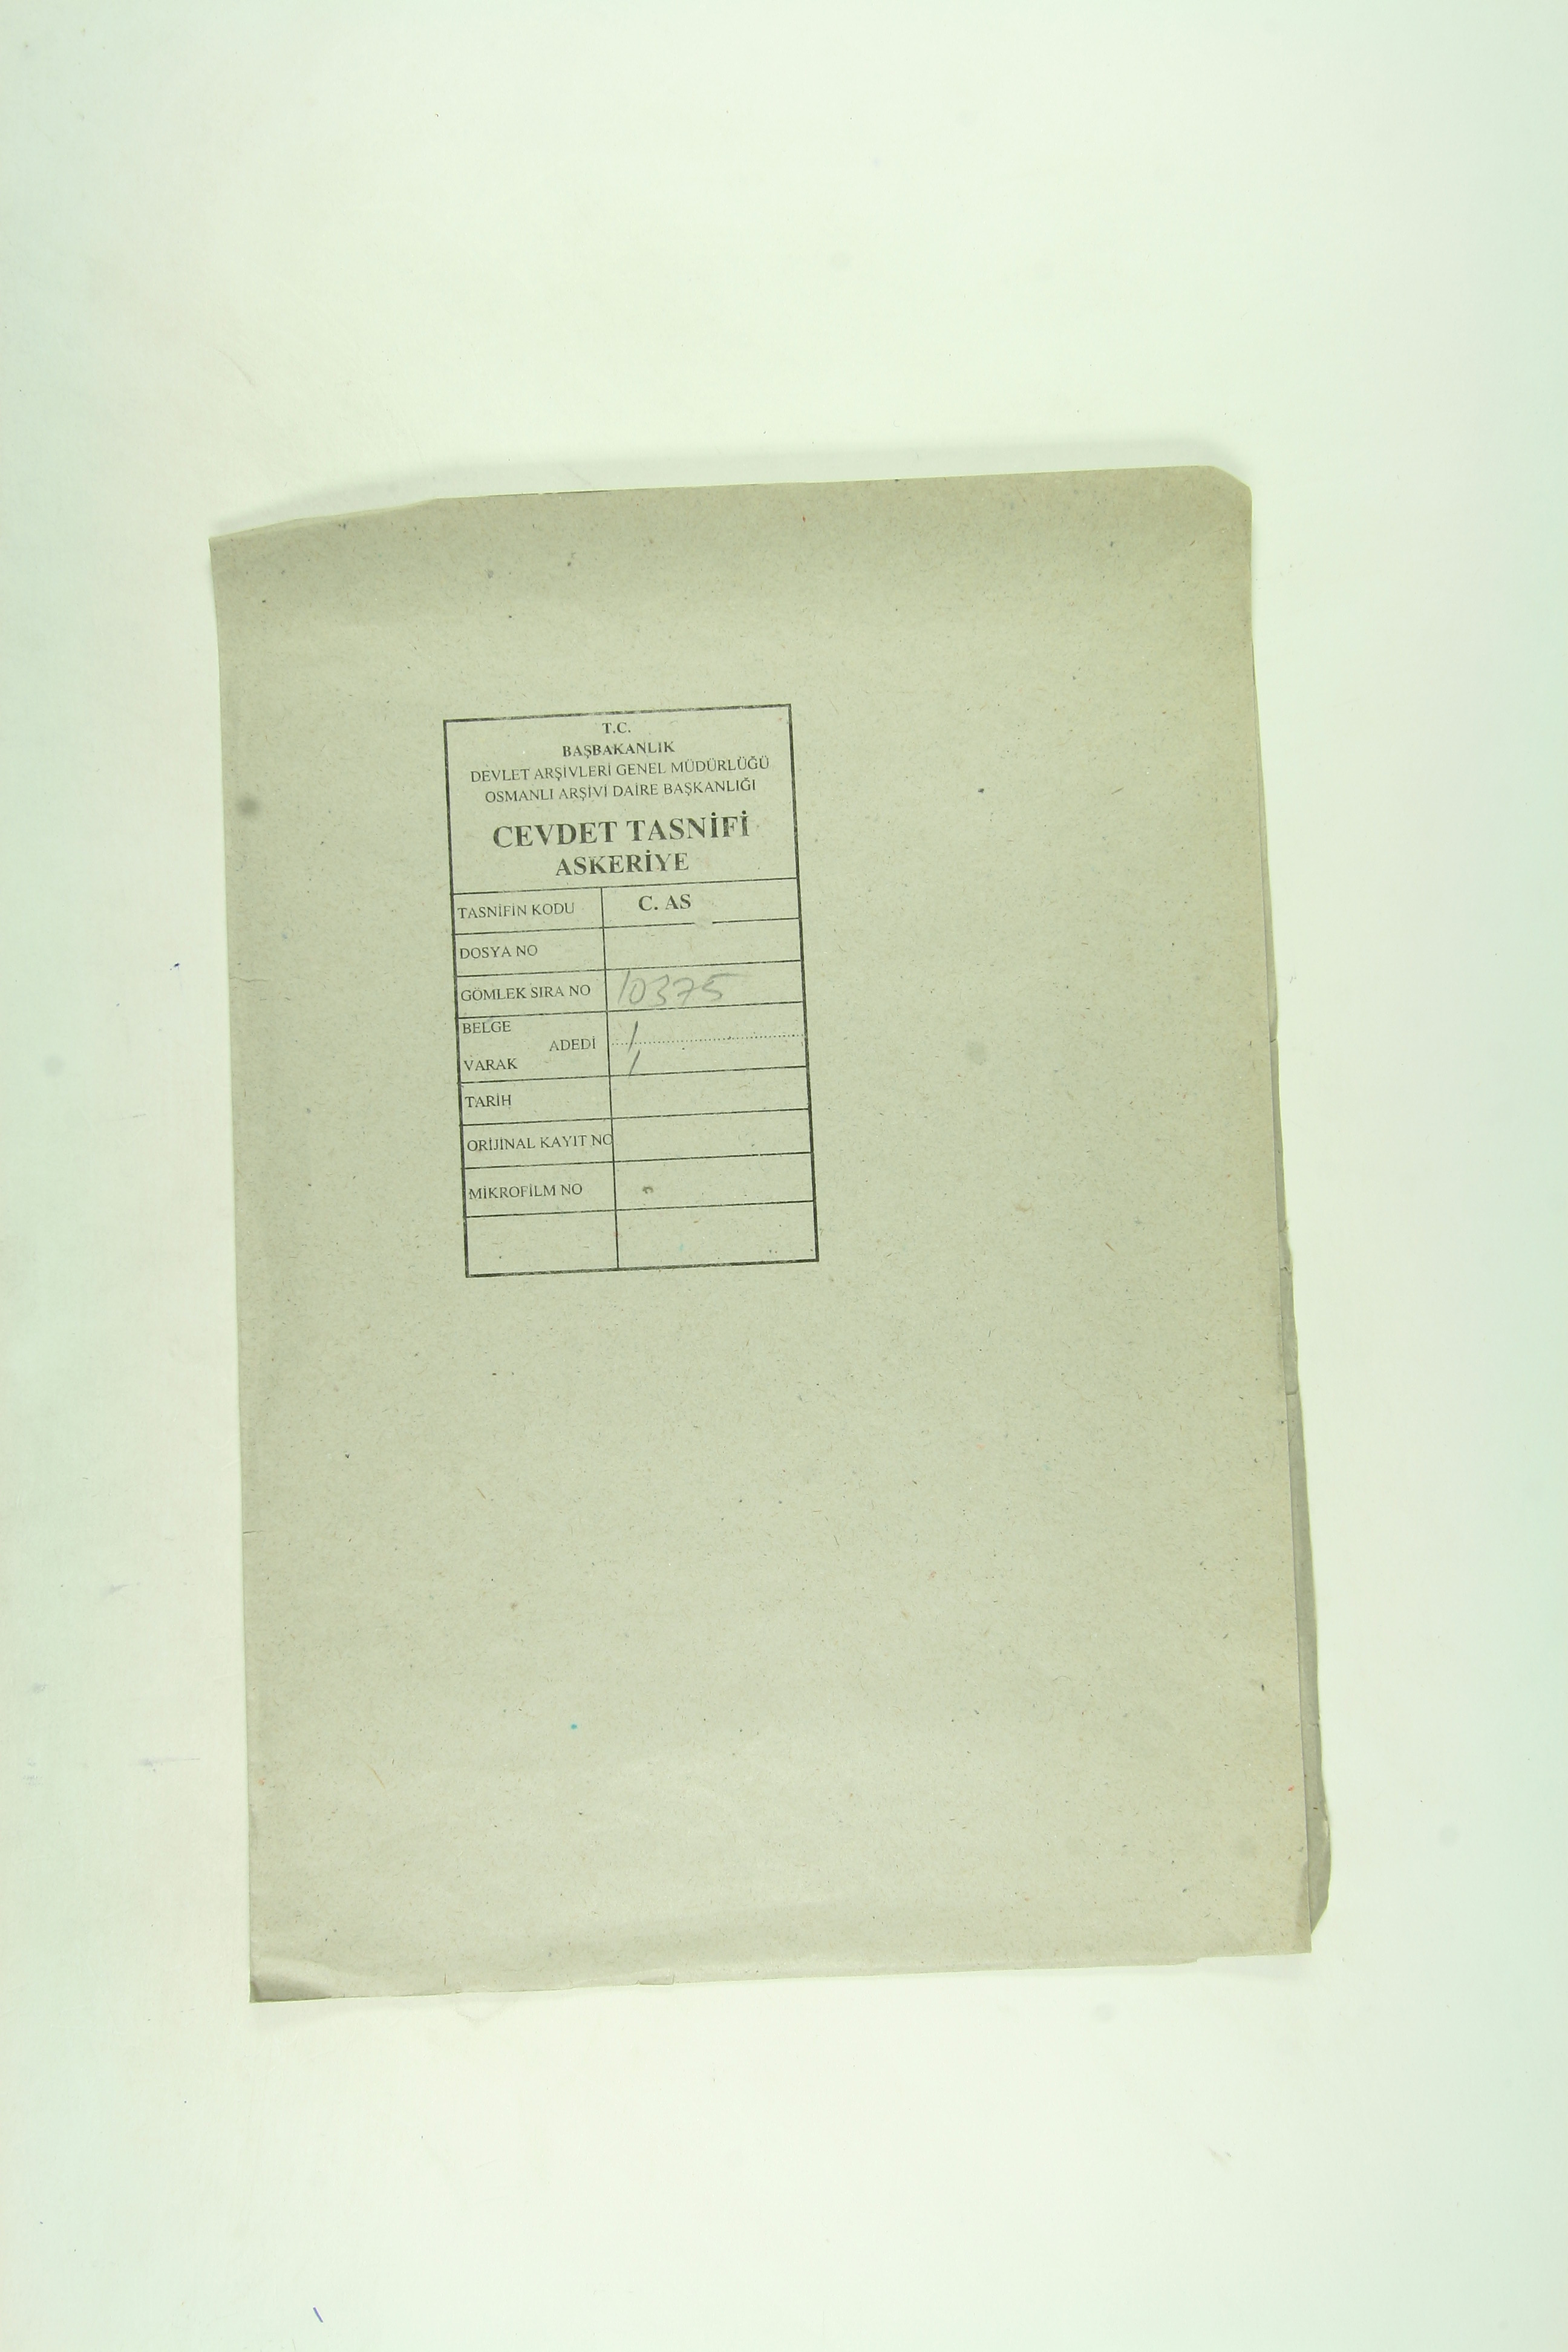 T.C.
BAŞBAKANLIK
DEVLET ARŞİVLERİ GENEL MÜDÜRLÜĞÜ
OSMANLI ARŞİVİ DAİRE BAŞKANLIĞI
CEVDET TASNİFİ
ASKERİYE
TASNİFİN KODU C. AS
DOSYA NO
GÖMLEK SIRA NO 10375
BELGE 1
ADEDİ
VARAK 1
TARİH
ORİJİNAL KAYIT NO
MİKROFİLM NO